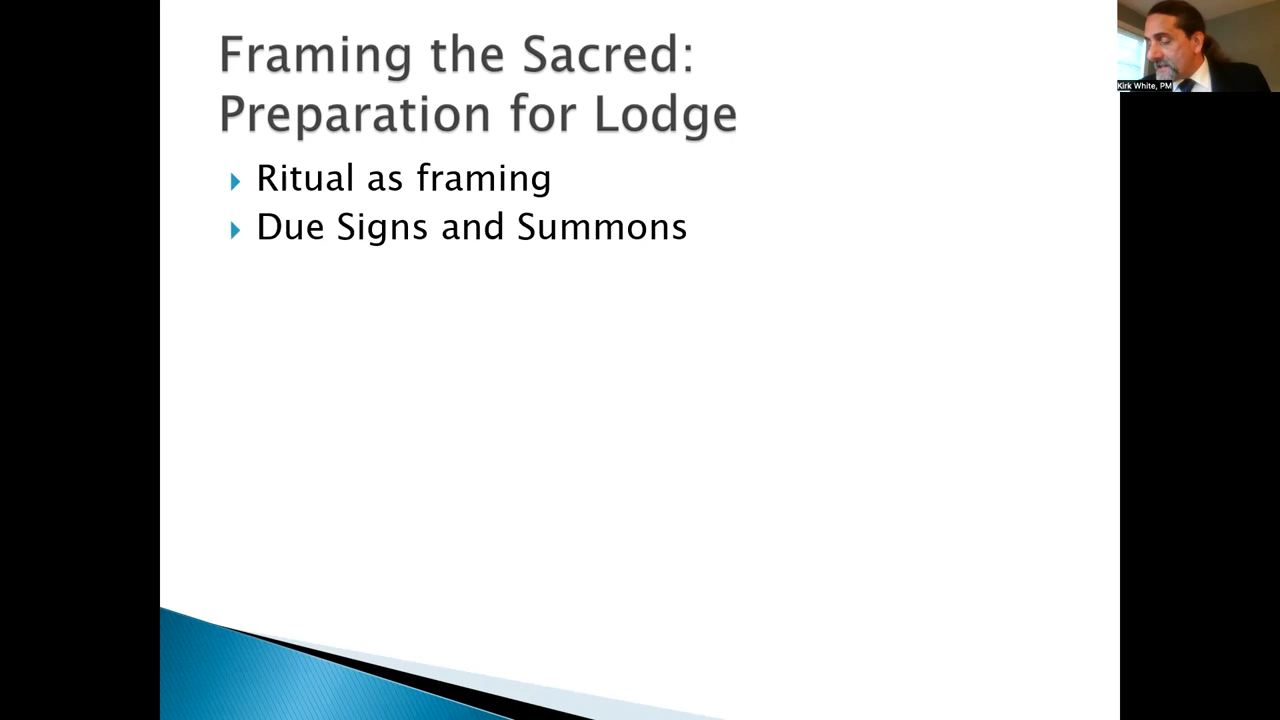 Framing the Sacred:
Preparation for Lodge
Ritual as framing
Due Signs and Summons
Kirk White, PM